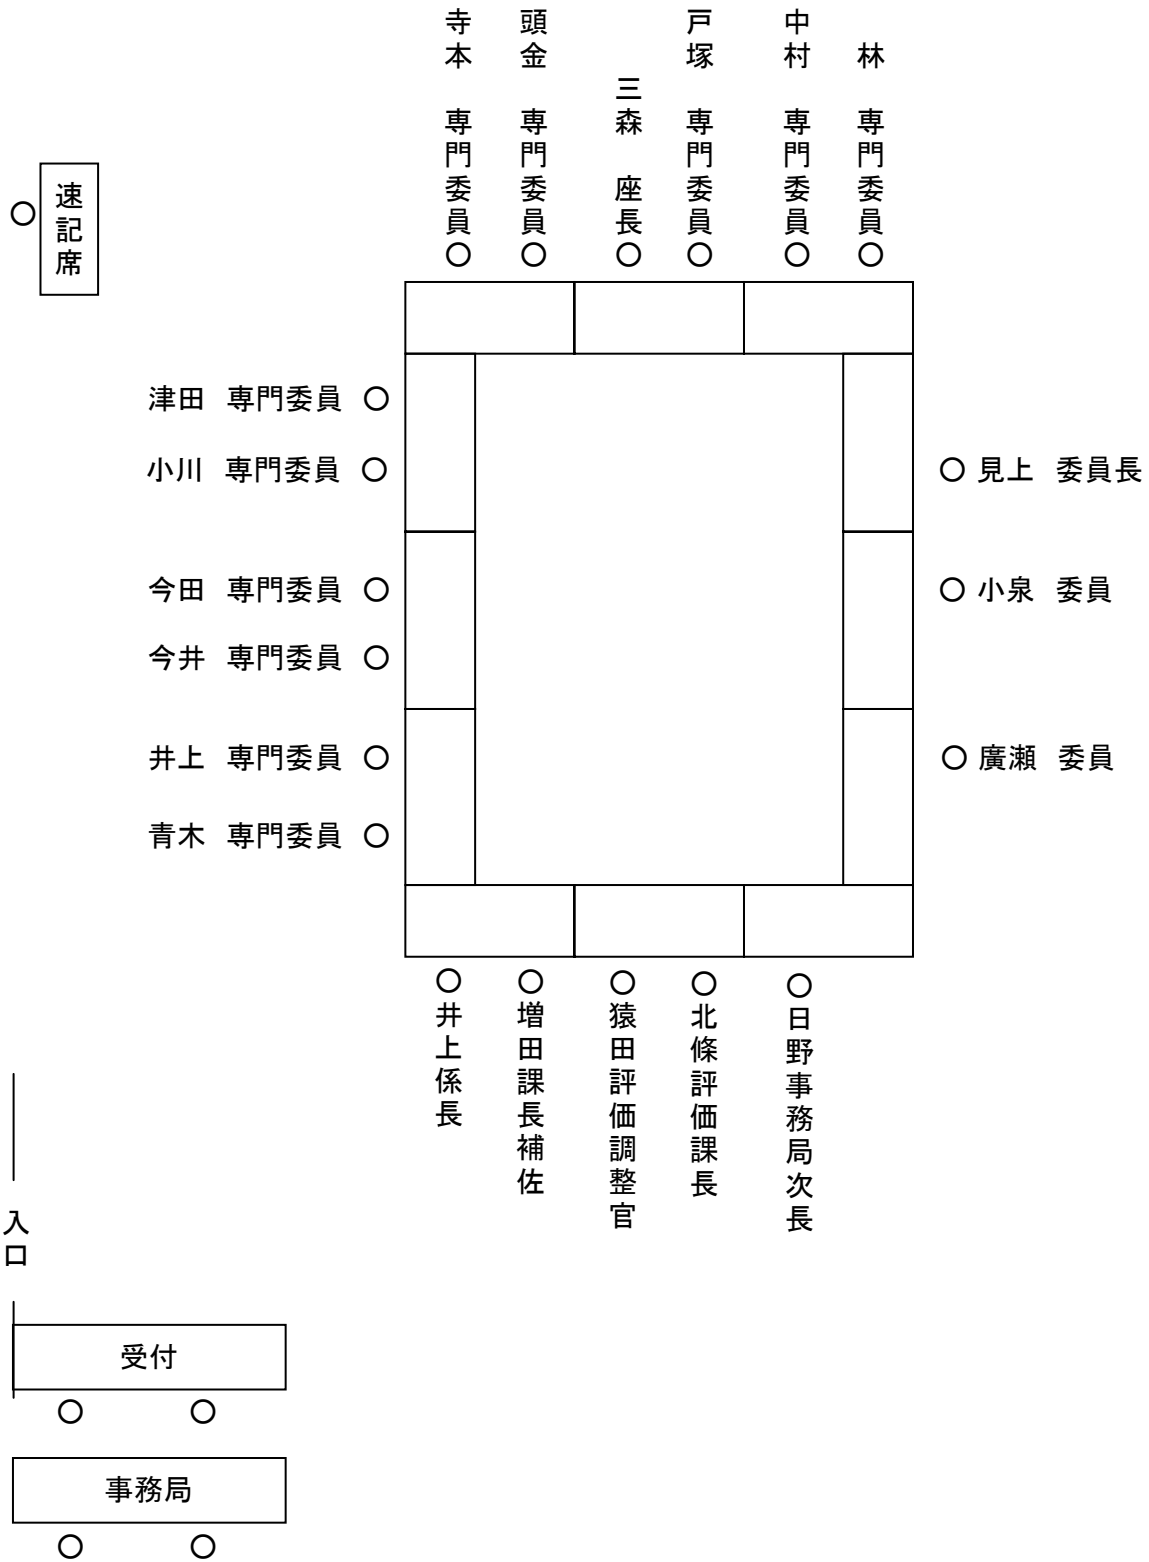 寺本 専門委員
頭金 専門委員
三森 座長
戸塚 専門委員
中村 専門委員
林 専門委員
速記席
津田 専門委員
小川 専門委員
今田 専門委員
今井 専門委員
井上 専門委員
青木 専門委員
見上 委員長
小泉 委員
廣瀬 委員
井上係長
増田課長補佐
猿田評価調整官
北條評価課長
日野事務局次長
入口
受付
事務局